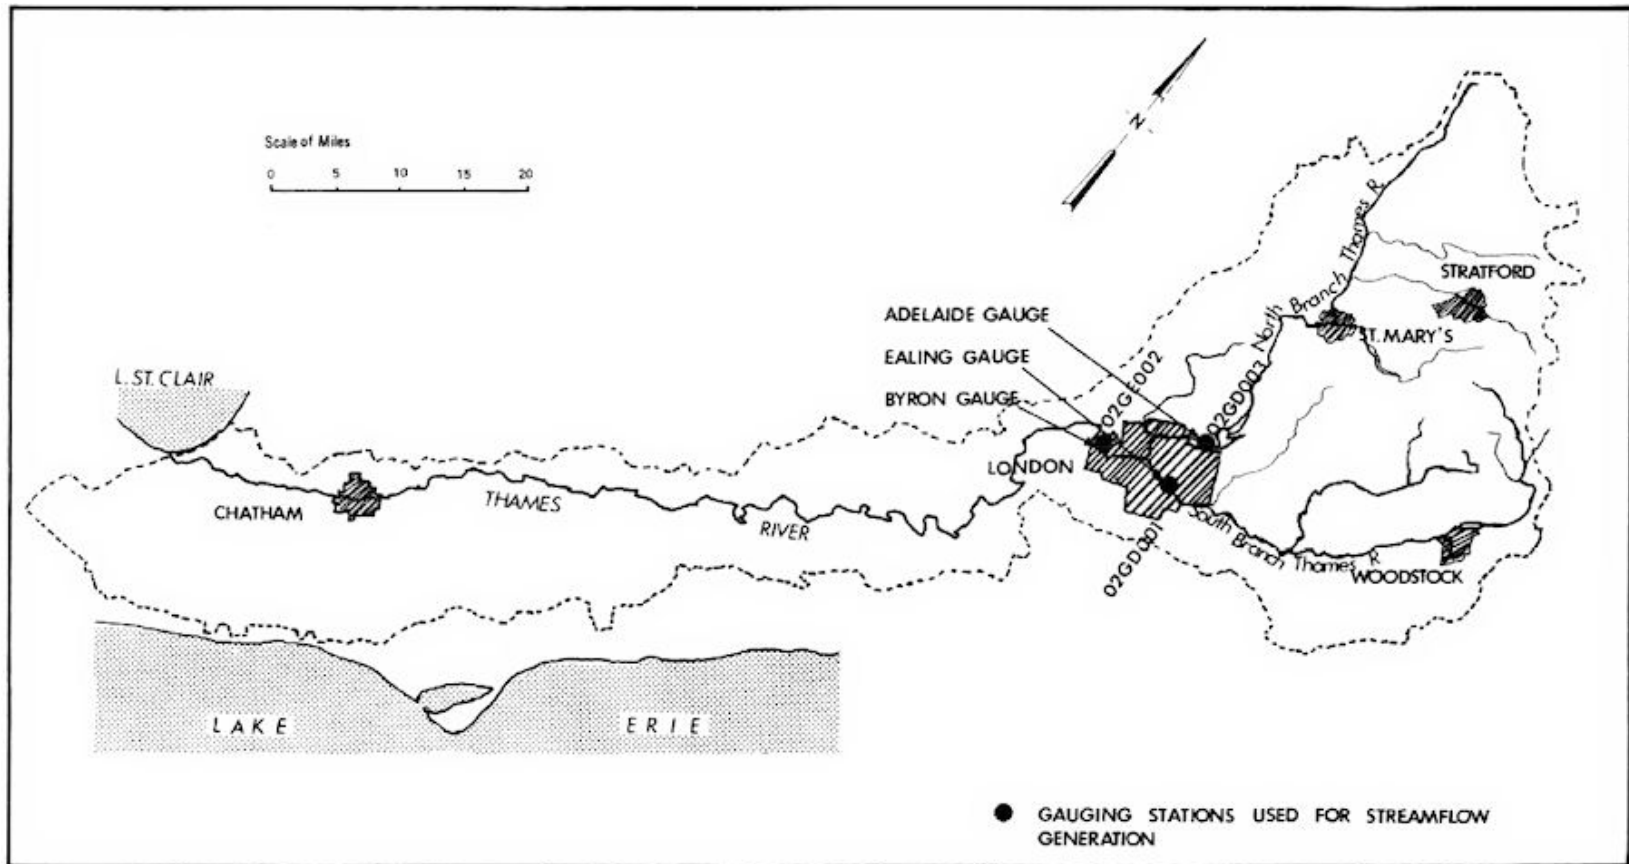 Scale of Miles
0 5 10 15 20
N
North Branch Thames R.
STRATFORD
ADELAIDE GAUGE
ST. MARY'S
EALING GAUGE
02GE002
02GD003
L. ST. CLAIR
BYRON GAUGE
LONDON
THAMES
CHATHAM
RIVER
South Branch Thames R
02GD001
WOODSTOCK
LAKE ERIE
GAUGING STATIONS USED FOR STREAMFLOW
GENERATION